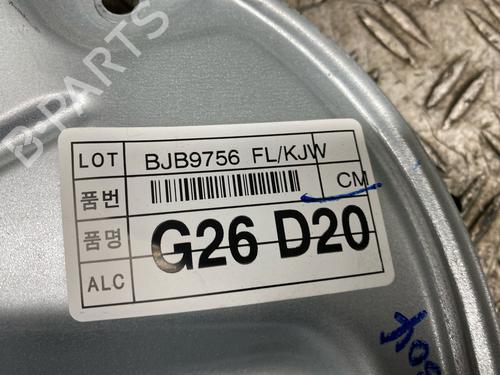 B-PARTS
LOT BJB9756 FL/KJW
품번 CM
품명 G26 D20
ALC